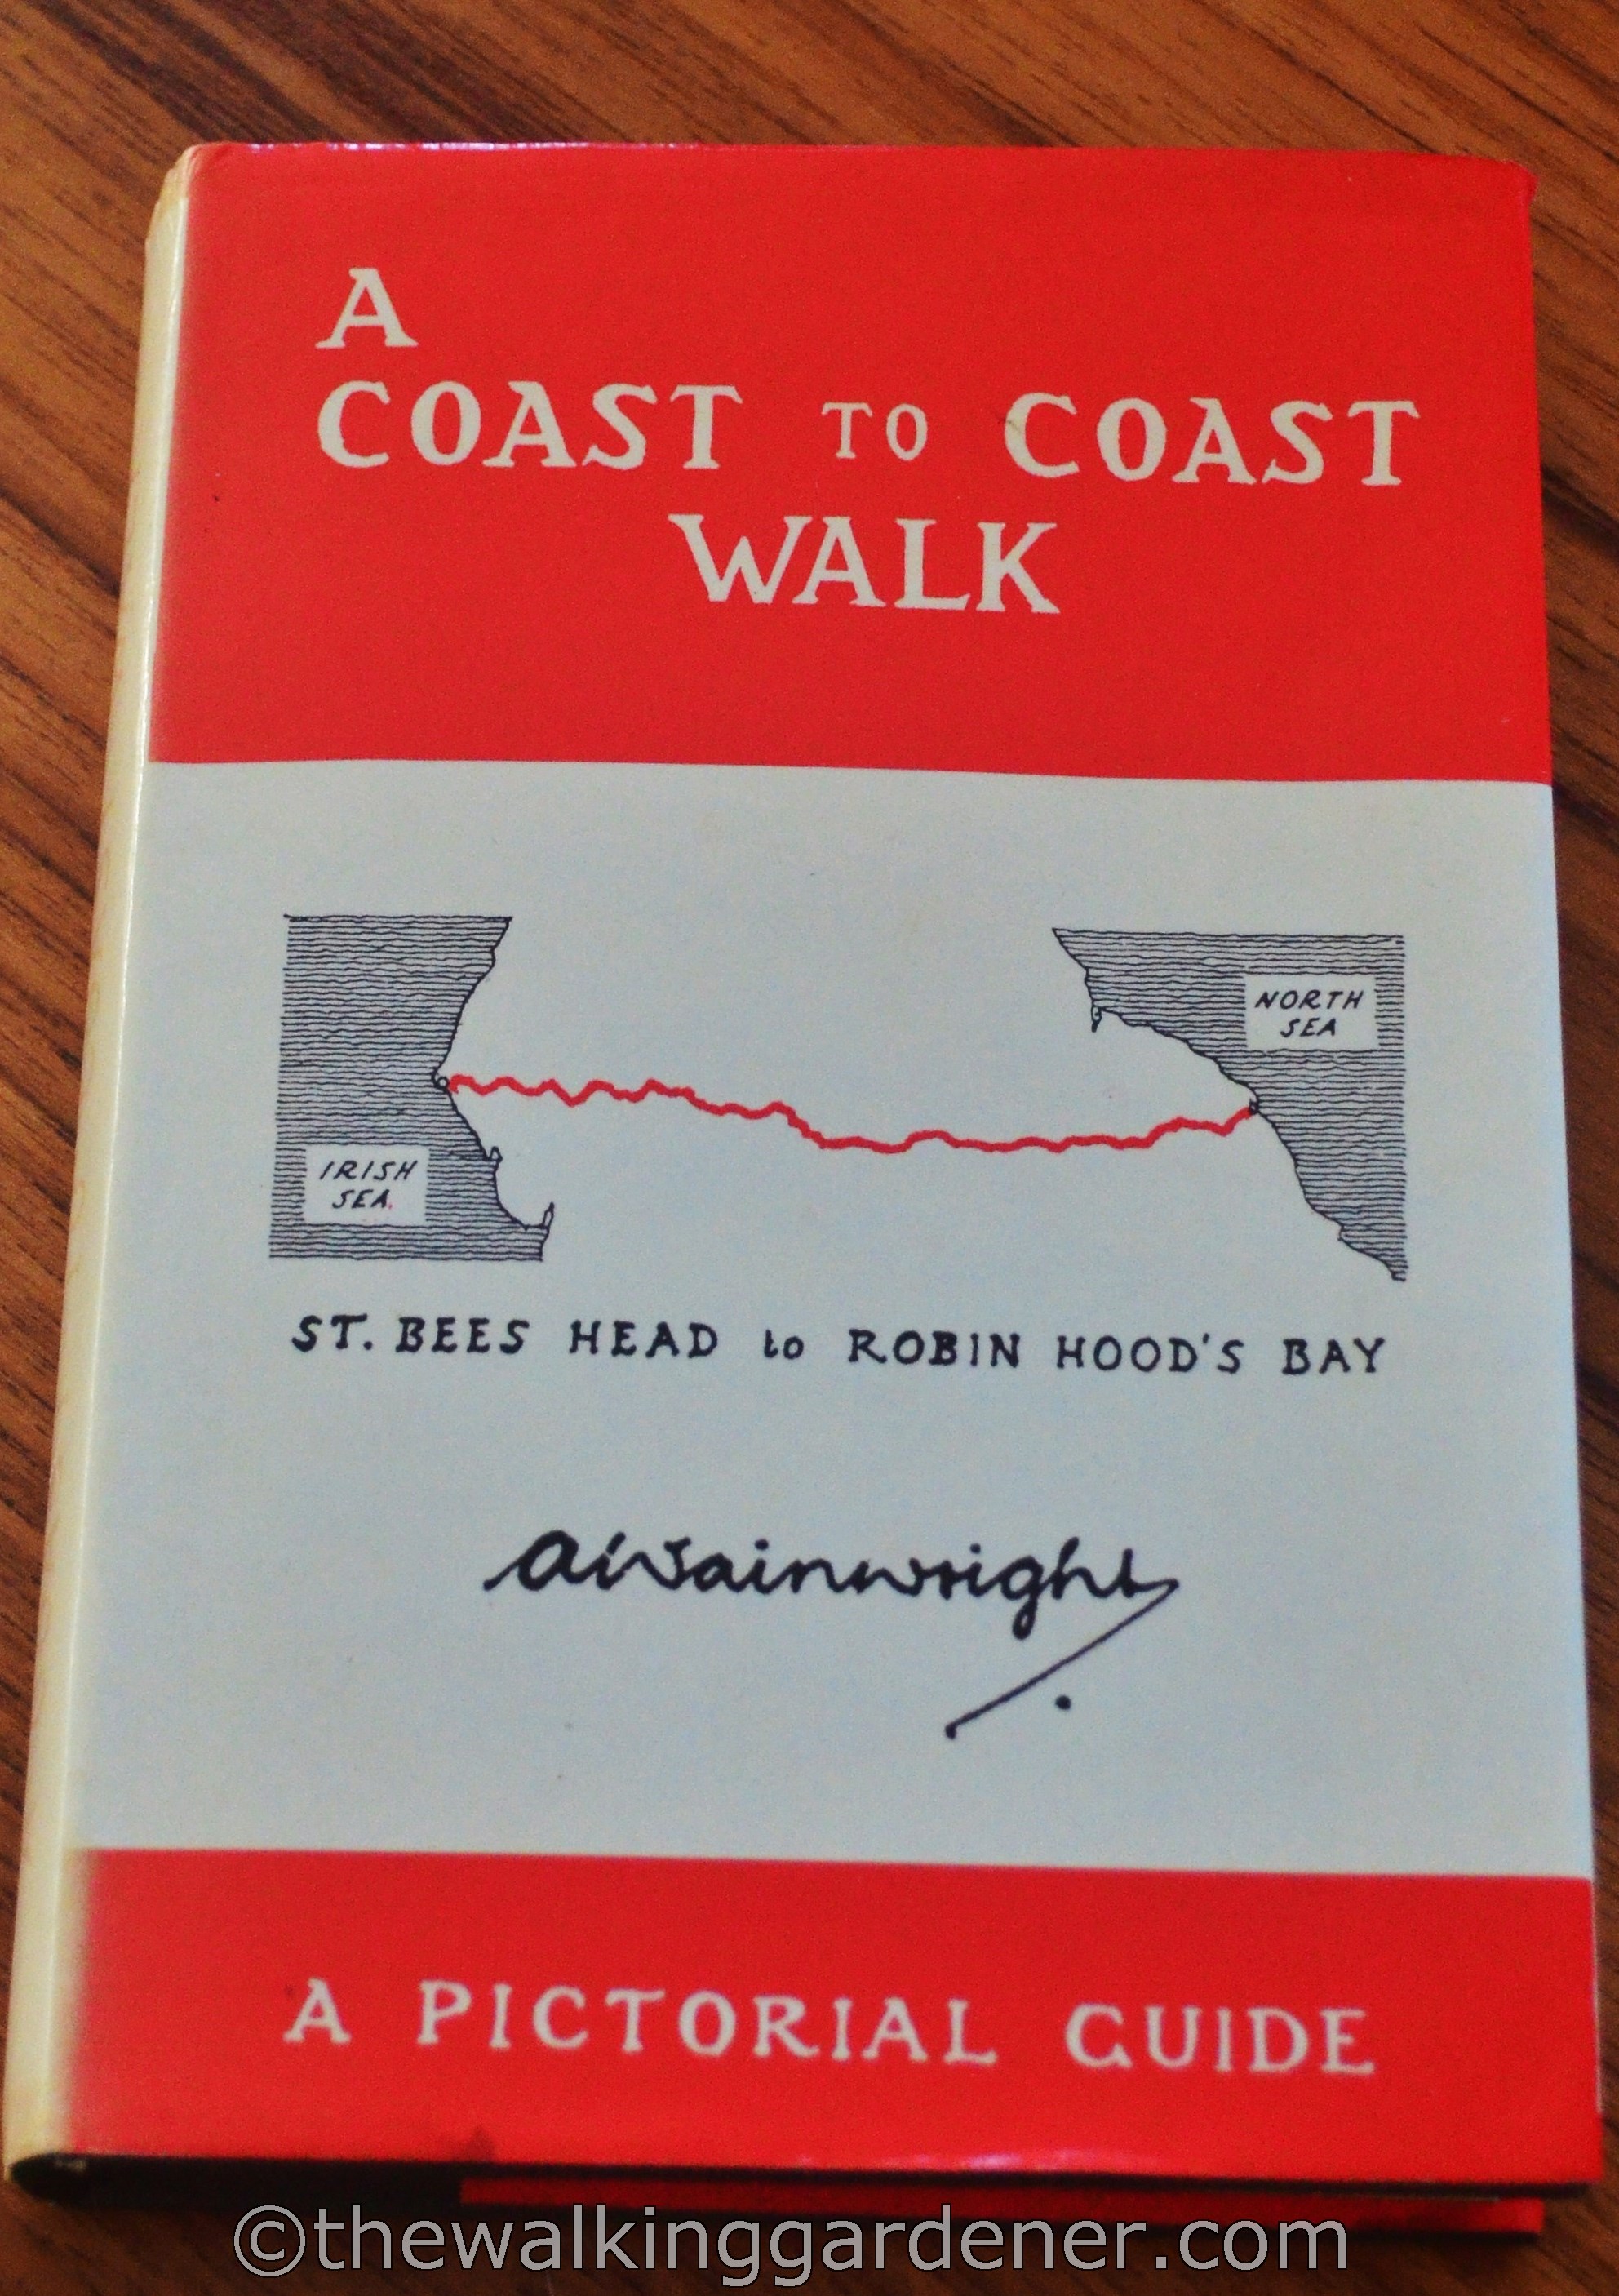 A
COAST TO COAST
WALK
NORTH
SEA
IRISH
SEA
ST. BEES HEAD to ROBIN HOOD'S BAY
AWainwright
A PICTORIAL GUIDE
©thewalkinggardener.com